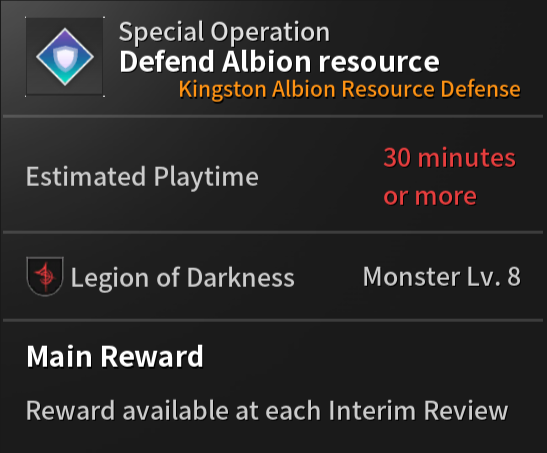 Special Operation
Defend Albion resource
Kingston Albion Resource Defense
Estimated Playtime
30 minutes
or more
Legion of Darkness
Monster Lv. 8
Main Reward
Reward available at each Interim Review